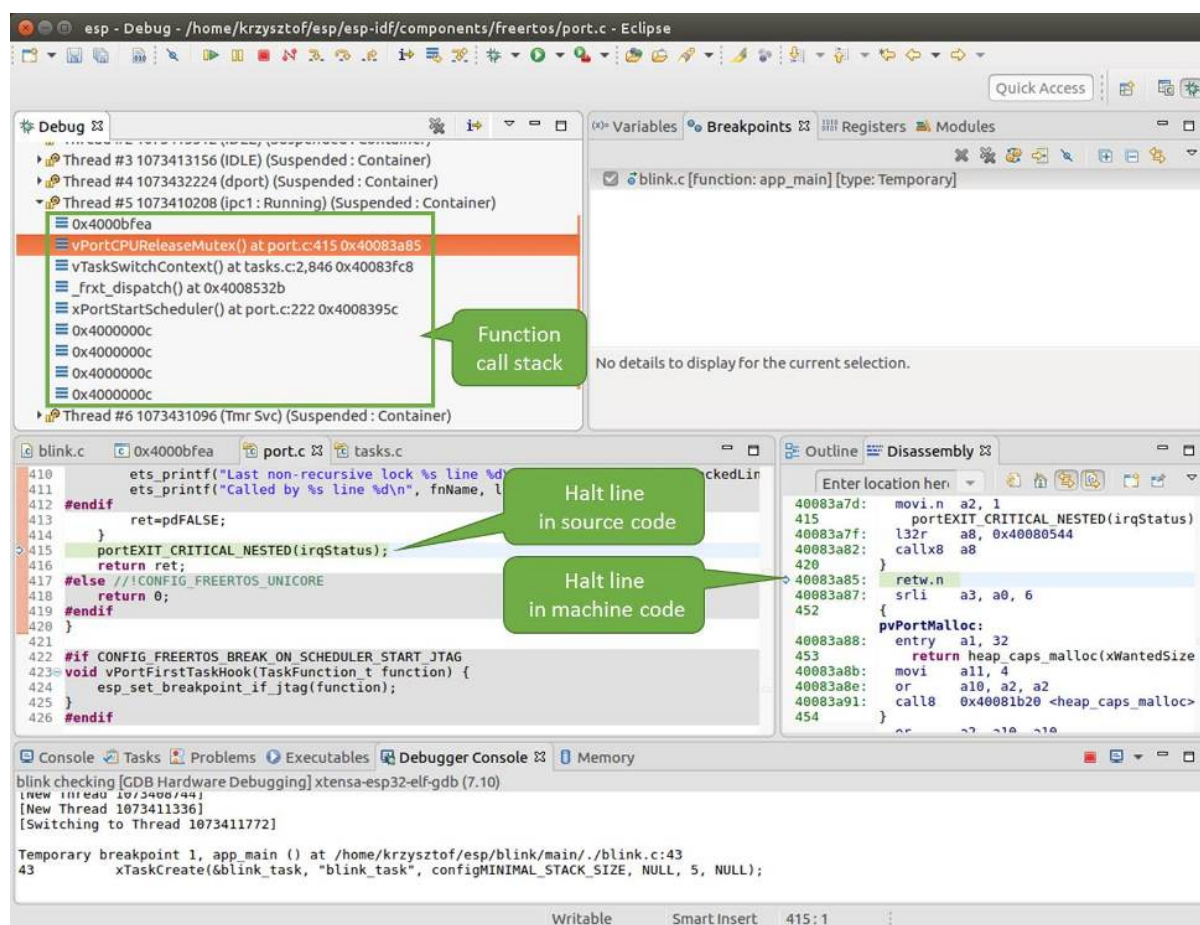 esp - Debug - /home/krzysztof/esp/esp-idf/components/freertos/port.c - Eclipse
Quick Access
Debug
Thread #3 1073413156 (IDLE) (Suspended : Container)
Thread #4 1073432224 (dport) (Suspended : Container)
Thread #5 1073410208 (ipc1 : Running) (Suspended : Container)
0x4000bfea
vPortCPUReleaseMutex() at port.c:415 0x40083a85
vTaskSwitchContext() at tasks.c:2,846 0x40083fc8
_frxt_dispatch() at 0x4008532b
xPortStartScheduler() at port.c:222 0x4008395c
0x4000000c
0x4000000c
0x4000000c
0x4000000c
Thread #6 1073431096 (Tmr Svc) (Suspended : Container)
Function
call stack
(x)= Variables Breakpoints Registers Modules
blink.c [function: app_main] [type: Temporary]
No details to display for the current selection.
blink.c 0x4000bfea port.c tasks.c
410 ets_printf("Last non-recursive lock %s line %d ckedLin
411 ets_printf("Called by %s line %d\n", fnName, l
412 #endif
413 ret=pdFALSE;
414 }
415 portEXIT_CRITICAL_NESTED(irqStatus);
416 return ret;
417 #else //!CONFIG_FREERTOS_UNICORE
418 return 0;
419 #endif
420 }
421
422 #if CONFIG_FREERTOS_BREAK_ON_SCHEDULER_START_JTAG
423 void vPortFirstTaskHook(TaskFunction_t function) {
424 esp_set_breakpoint_if_jtag(function);
425 }
426 #endif
Halt line
in source code
Halt line
in machine code
Outline Disassembly
Enter location her
40083a7d: movi.n a2, 1
415 portEXIT_CRITICAL_NESTED(irqStatus)
40083a7f: l32r a8, 0x40080544
40083a82: callx8 a8
420 }
40083a85: retw.n
40083a87: srli a3, a0, 6
452 {
pvPortMalloc:
40083a88: entry a1, 32
453 return heap_caps_malloc(xWantedSize
40083a8b: movi a11, 4
40083a8e: or a10, a2, a2
40083a91: call8 0x40081b20 <heap_caps_malloc>
454 }
Console Tasks Problems Executables Debugger Console Memory
blink checking [GDB Hardware Debugging] xtensa-esp32-elf-gdb (7.10)
[New Thread 1073408744]
[New Thread 1073411336]
[Switching to Thread 1073411772]
Temporary breakpoint 1, app_main () at /home/krzysztof/esp/blink/main/./blink.c:43
43 xTaskCreate(&blink_task, "blink_task", configMINIMAL_STACK_SIZE, NULL, 5, NULL);
Writable Smart Insert 415 : 1